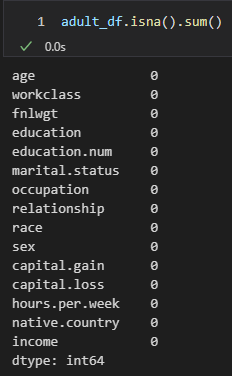 1 adult_df.isna().sum()
✓ 0.0s
age 0
workclass 0
fnlwgt 0
education 0
education.num 0
marital.status 0
occupation 0
relationship 0
race 0
sex 0
capital.gain 0
capital.loss 0
hours.per.week 0
native.country 0
income 0
dtype: int64